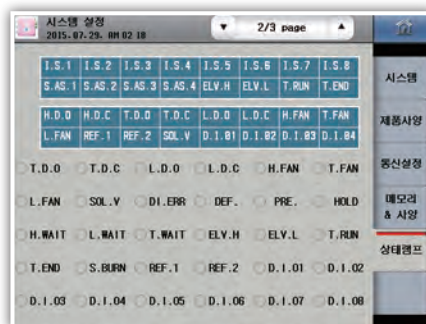 시스템 설정
2015.07.29. AM 02 18
▼ 2/3 page ▲
I.S.1 I.S.2 I.S.3 I.S.4 I.S.5 I.S.6 I.S.7 I.S.8
S.AS.1 S.AS.2 S.AS.3 S.AS.4 ELV.H ELV.L T.RUN T.END
H.D.O H.D.C T.D.O T.D.C L.D.O L.D.C H.FAN T.FAN
L.FAN REF.1 REF.2 SOL.V D.I.01 D.I.02 D.I.03 D.I.04
T.D.O T.D.C L.D.O L.D.C H.FAN T.FAN
L.FAN SOL.V DI.ERR DEF. PRE. HOLD
H.WAIT L.WAIT T.WAIT ELV.H ELV.L T.RUN
T.END S.BURN REF.1 REF.2 D.I.01 D.I.02
D.I.03 D.I.04 D.I.05 D.I.06 D.I.07 D.I.08
시스템
제품사양
통신설정
메모리
& 사양
상태램프